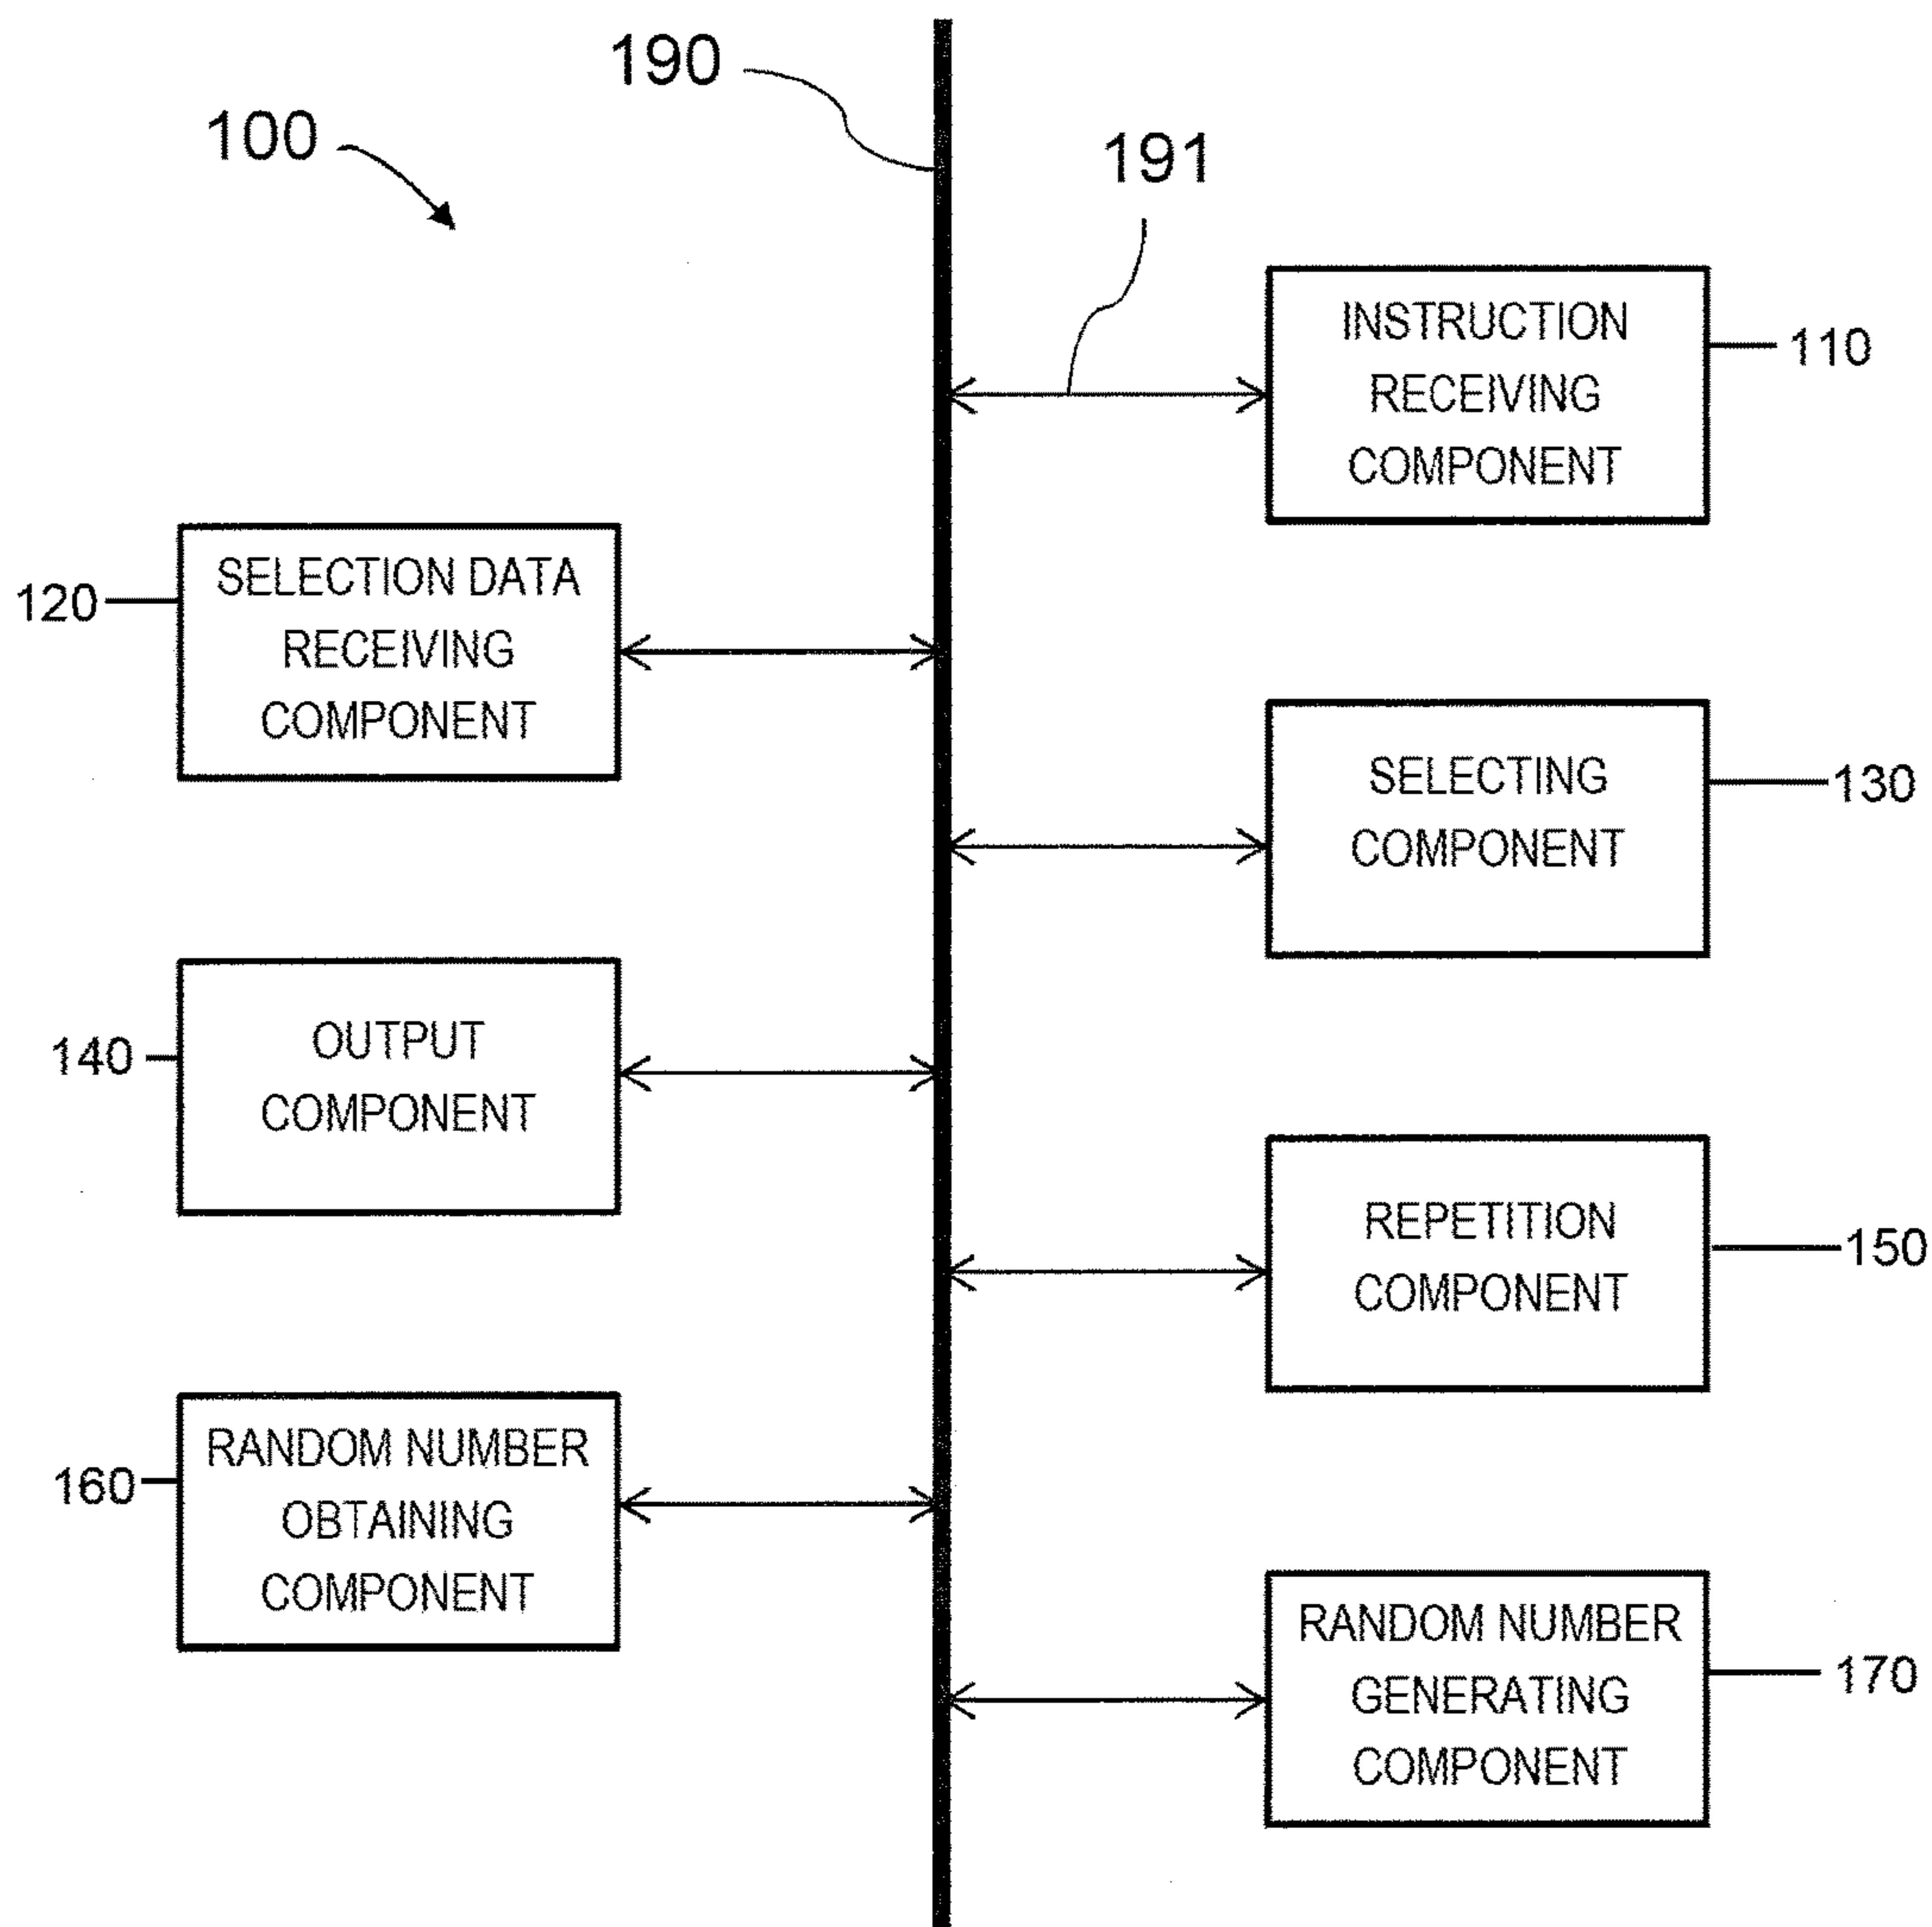 190
100
191
INSTRUCTION
RECEIVING
COMPONENT
110
SELECTION DATA
RECEIVING
COMPONENT
120
SELECTING
COMPONENT
130
OUTPUT
COMPONENT
140
REPETITION
COMPONENT
150
RANDOM NUMBER
OBTAINING
COMPONENT
160
RANDOM NUMBER
GENERATING
COMPONENT
170